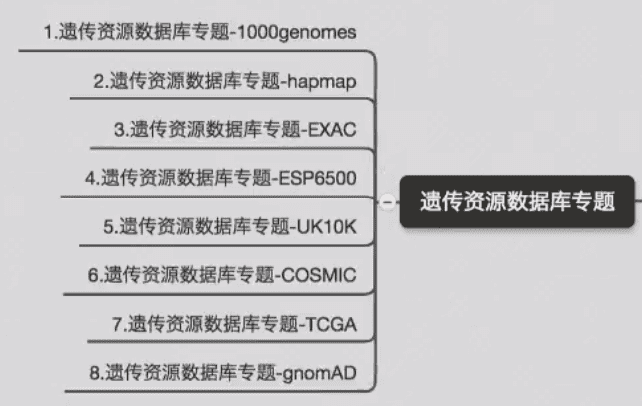 1.遗传资源数据库专题-1000genomes
2.遗传资源数据库专题-hapmap
3.遗传资源数据库专题-EXAC
4.遗传资源数据库专题-ESP6500
5.遗传资源数据库专题-UK10K
6.遗传资源数据库专题-COSMIC
7.遗传资源数据库专题-TCGA
8.遗传资源数据库专题-gnomAD
遗传资源数据库专题